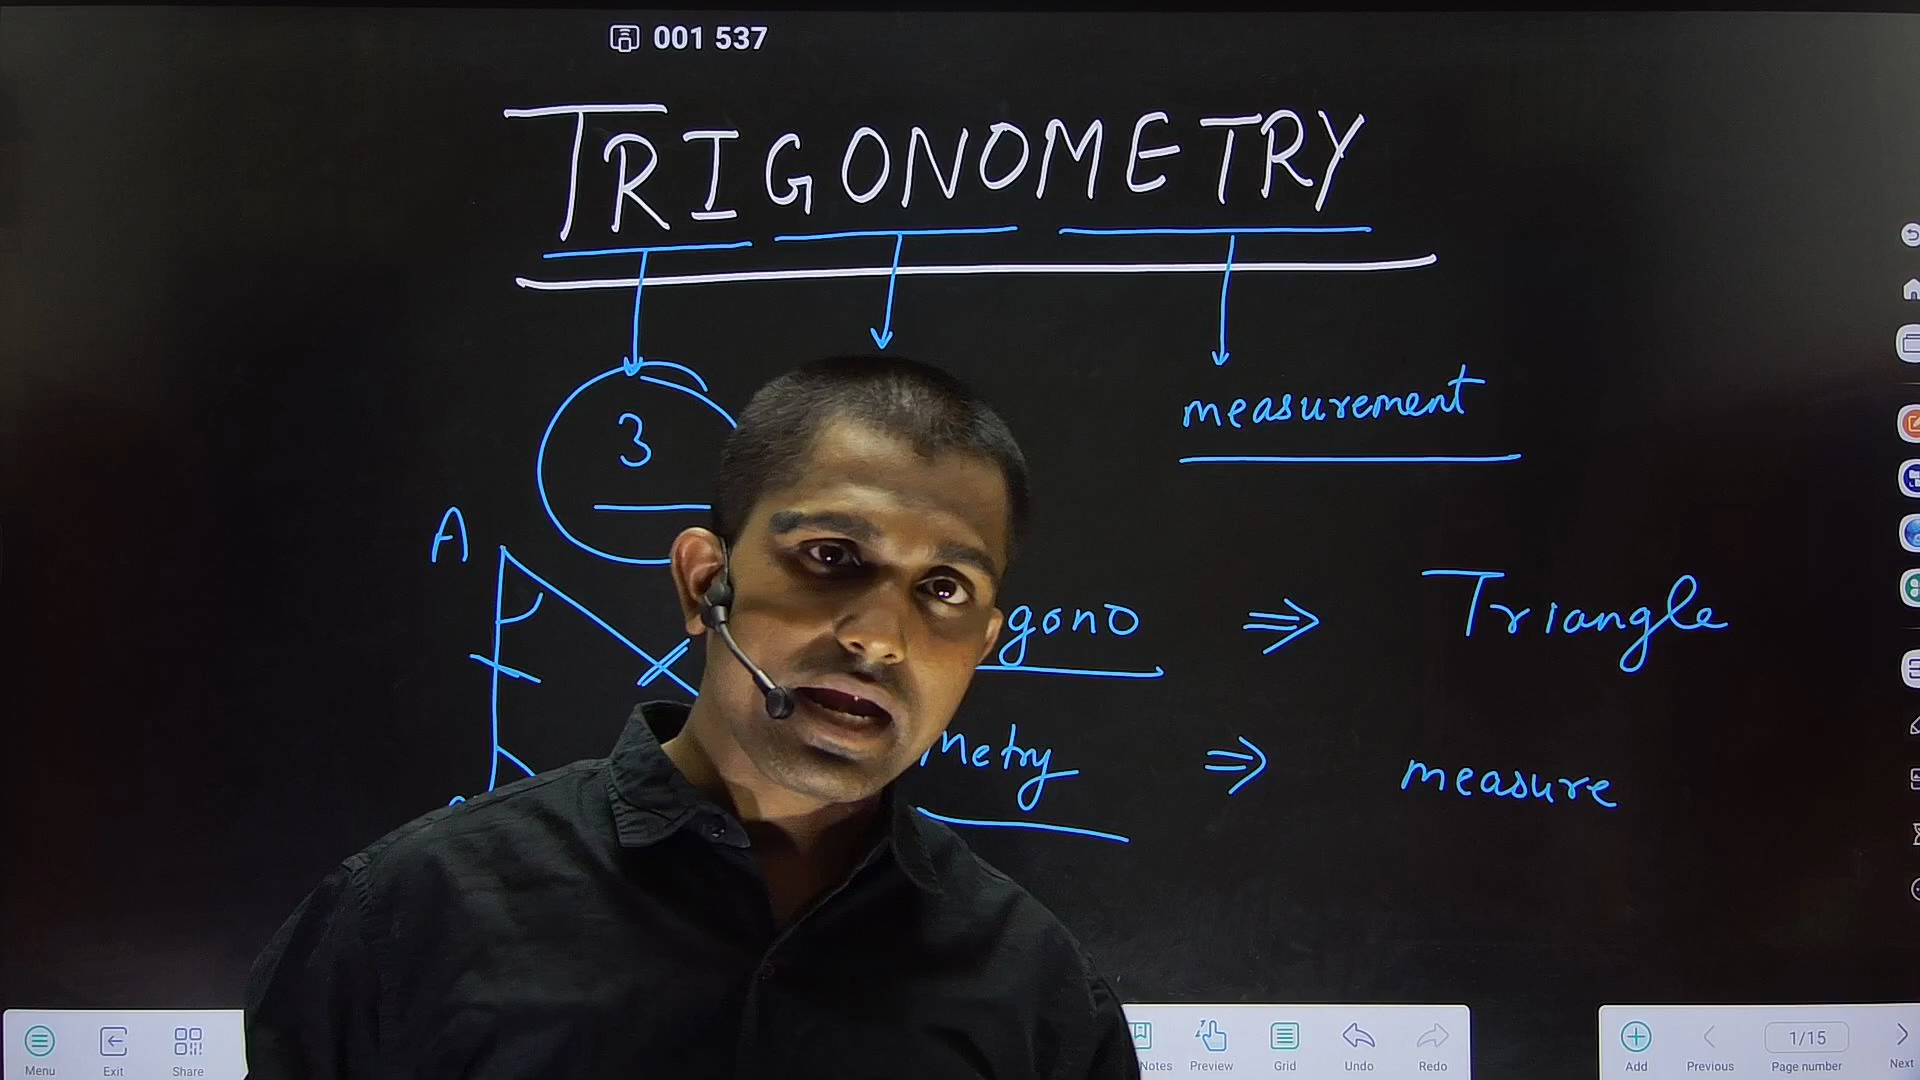 001 537
TRIGONOMETRY
3
measurement
A
gono ⇒ Triangle
metry ⇒ measure
Menu
Exit
Share
Notes
Preview
Grid
Undo
Redo
Add
Previous
1/15
Page number
Next